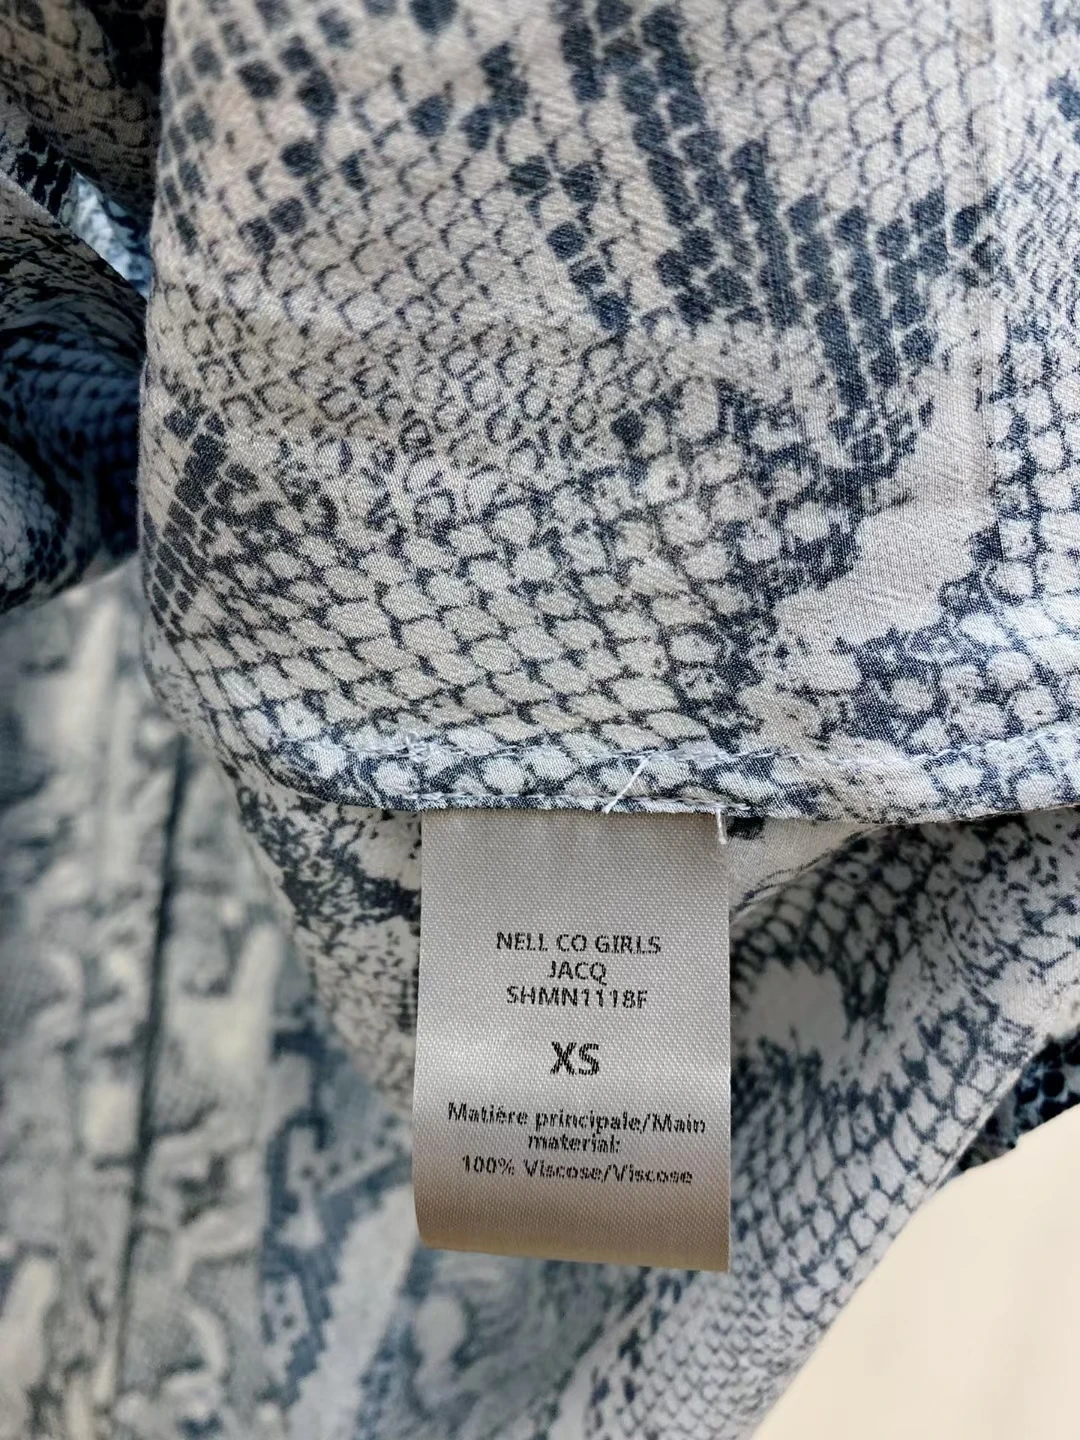 NELL CO GIRLS
JACQ
SHMN1118F
XS
Matière principale/Main
material:
100% Viscose/Viscose